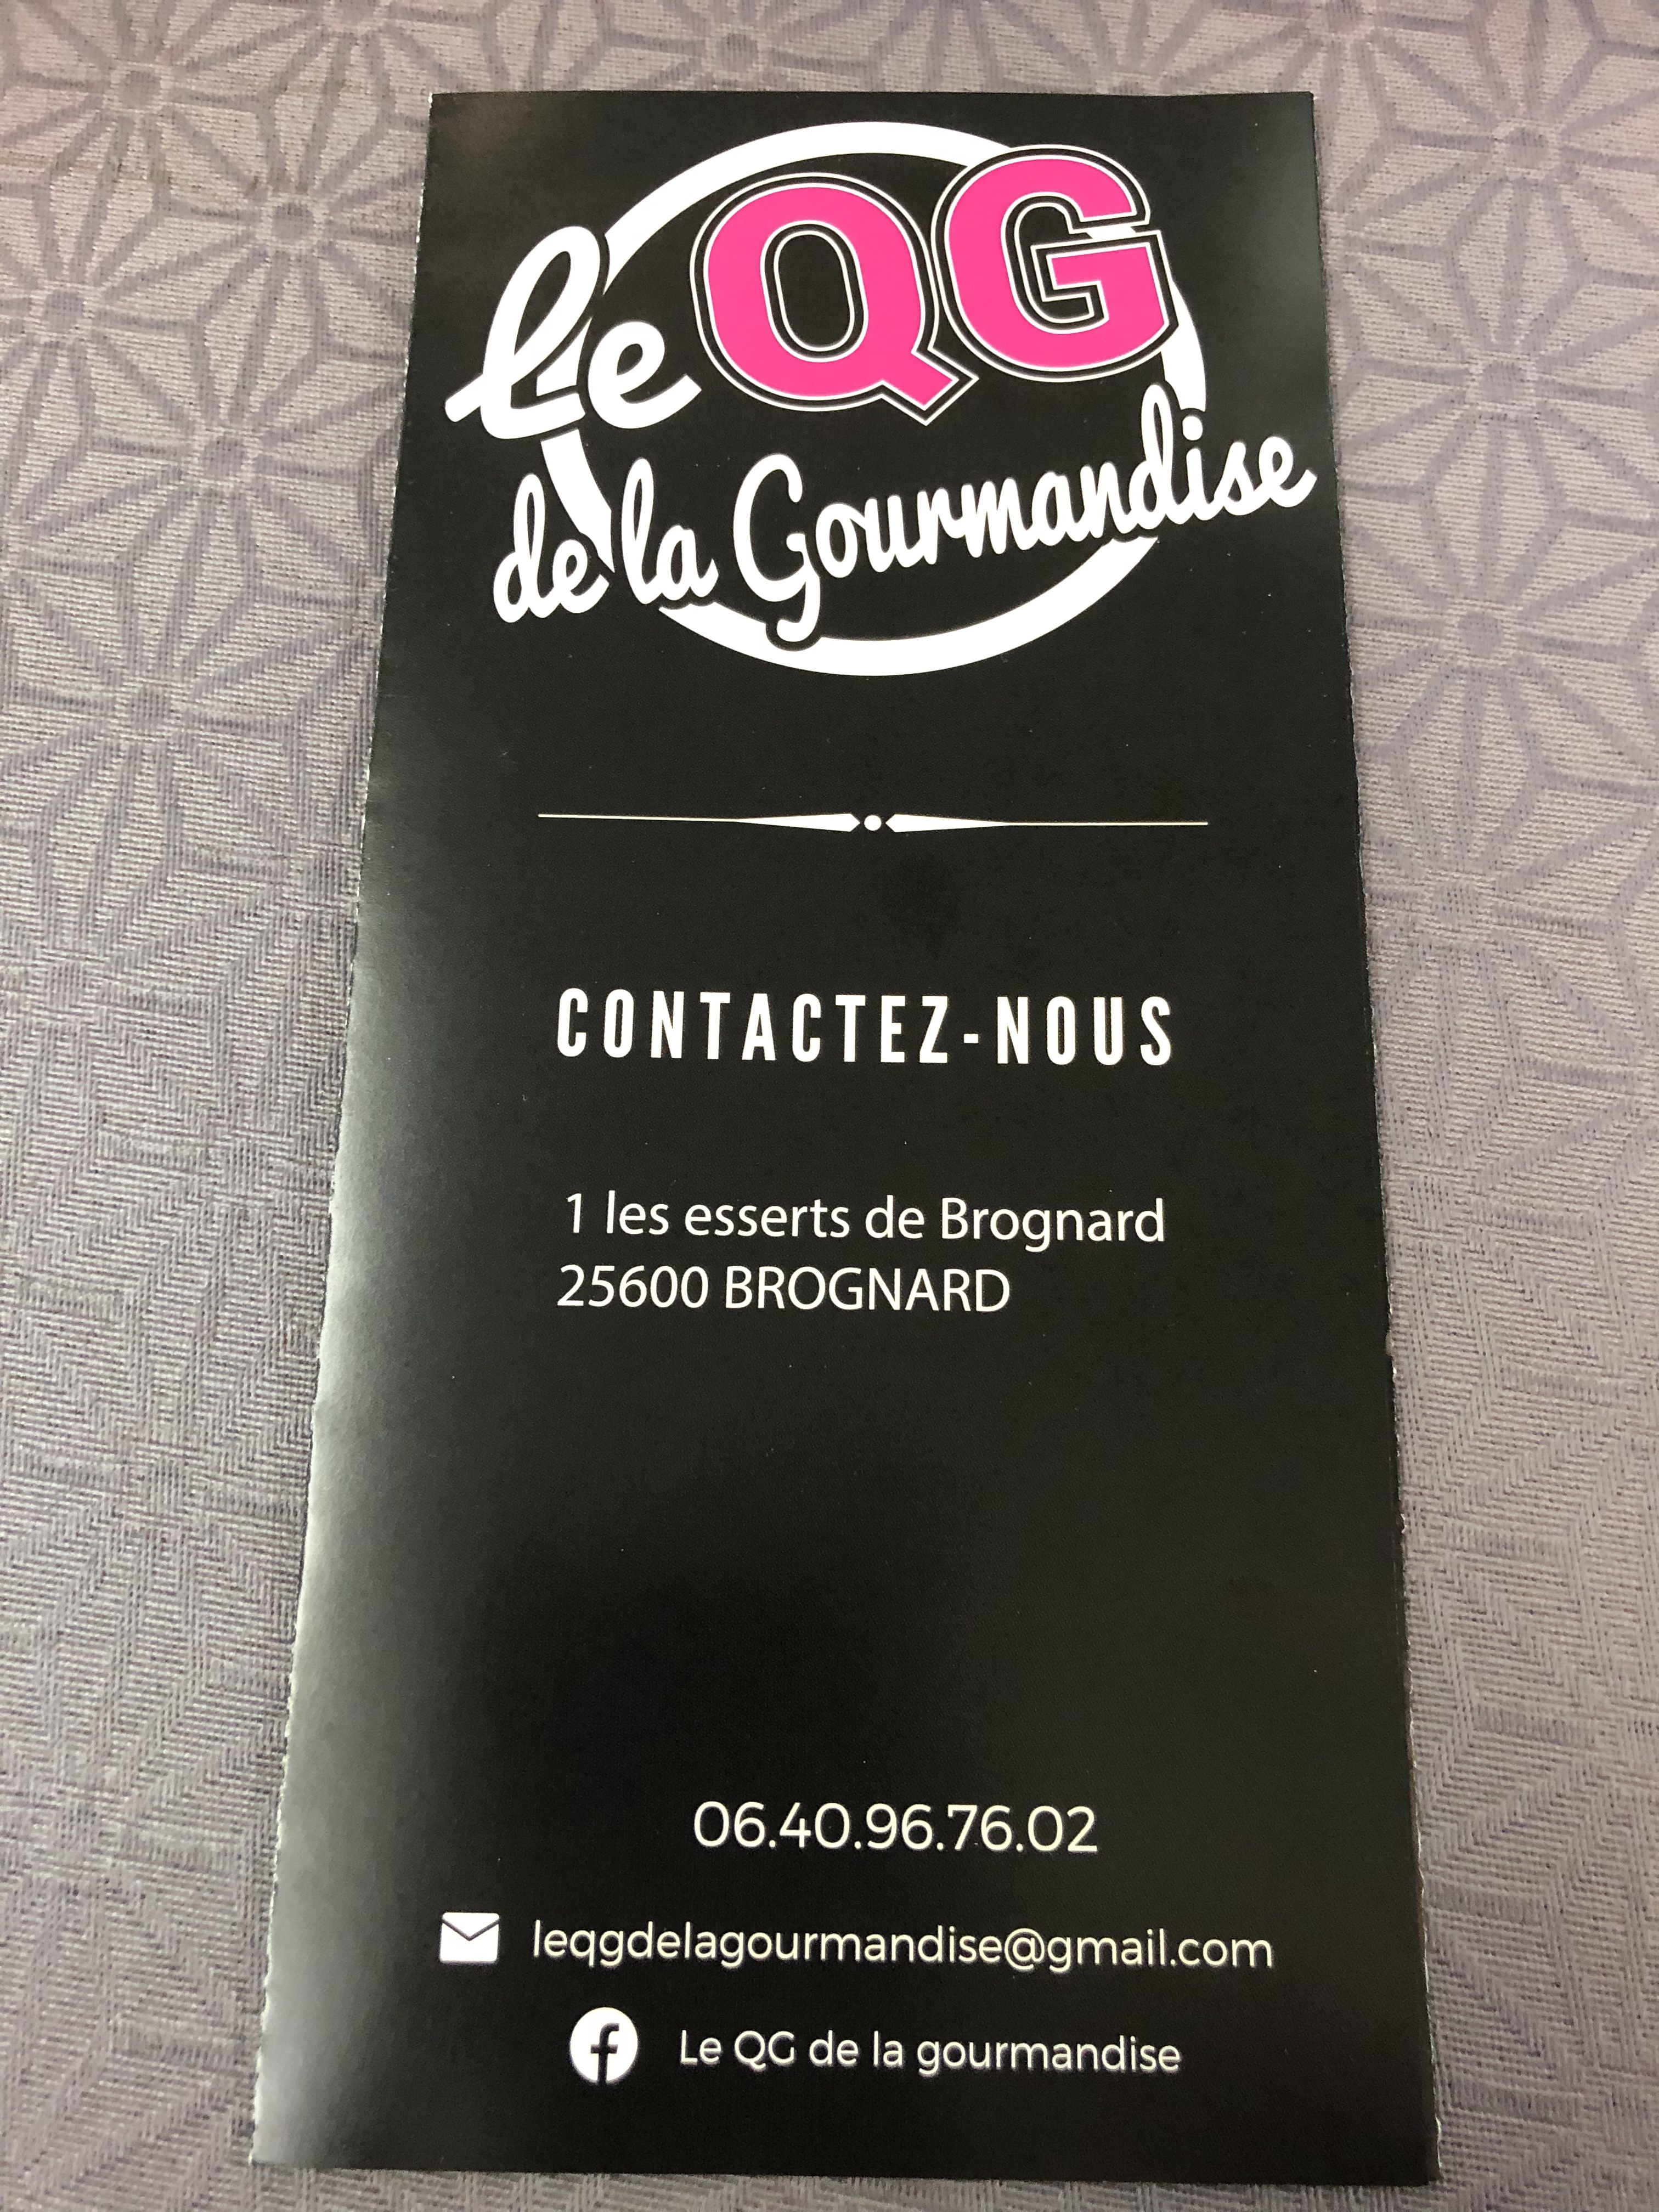 Le QG
de la Gourmandise
CONTACTEZ-NOUS
1 les esserts de Brognard
25600 BROGNARD
06.40.96.76.02
leqgdelagourmandise@gmail.com
Le QG de la gourmandise